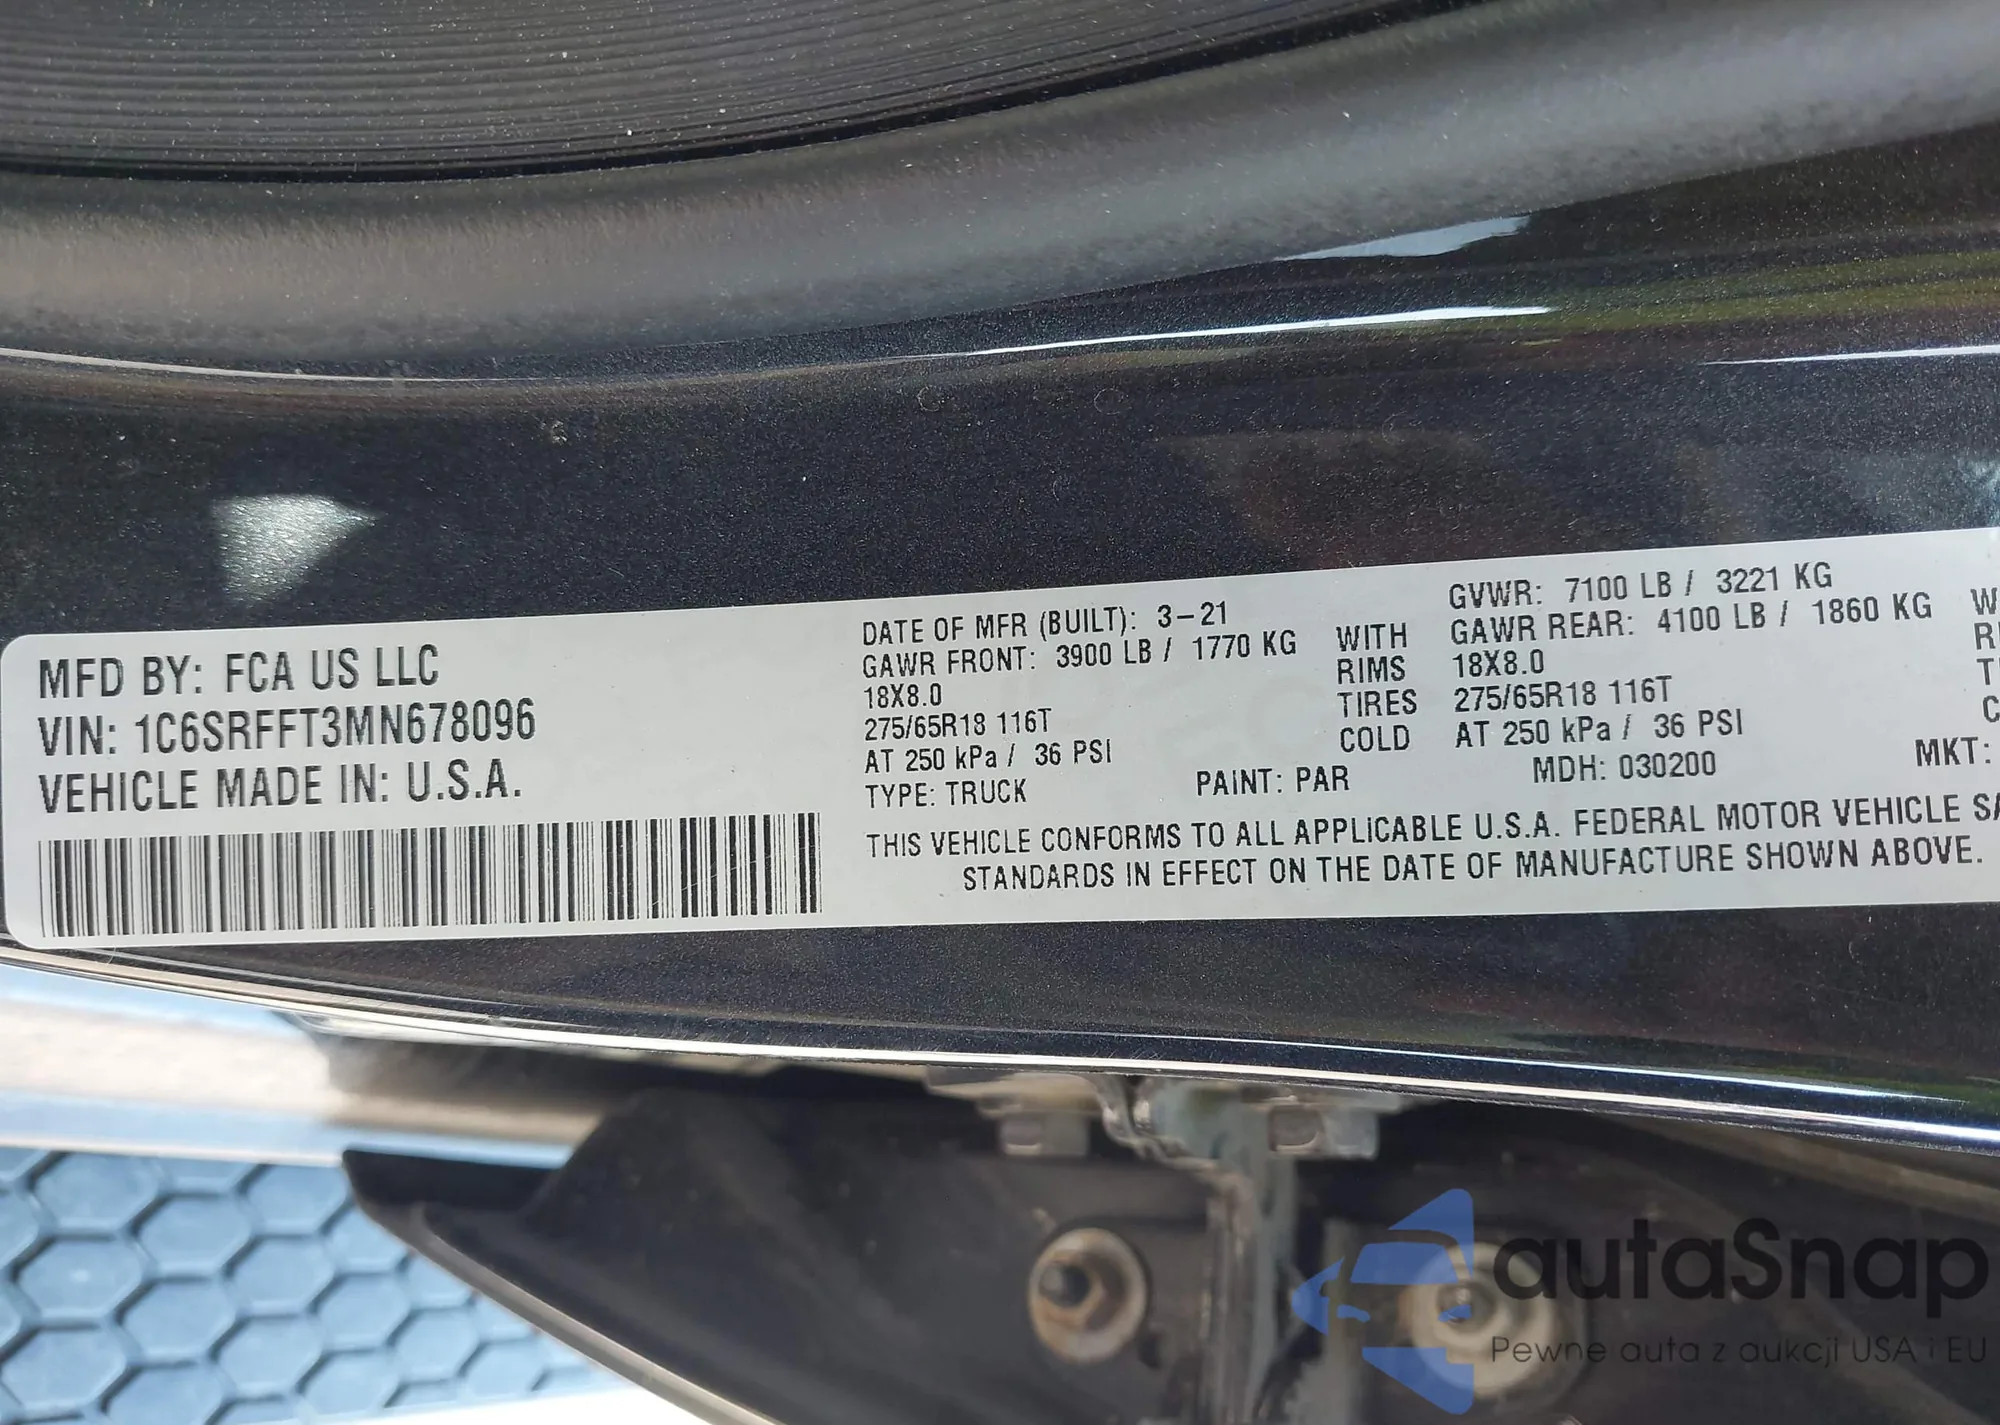 MFD BY: FCA US LLC
VIN: 1C6SRFFT3MN678096
VEHICLE MADE IN: U.S.A.
DATE OF MFR (BUILT): 3-21 GVWR: 7100 LB / 3221 KG
GAWR FRONT: 3900 LB / 1770 KG WITH GAWR REAR: 4100 LB / 1860 KG
18X8.0 RIMS 18X8.0
275/65R18 116T TIRES 275/65R18 116T
AT 250 kPa / 36 PSI COLD AT 250 kPa / 36 PSI
TYPE: TRUCK PAINT: PAR MDH: 030200 MKT:
THIS VEHICLE CONFORMS TO ALL APPLICABLE U.S.A. FEDERAL MOTOR VEHICLE
STANDARDS IN EFFECT ON THE DATE OF MANUFACTURE SHOWN ABOVE.
autaSnap
Pewne auta z aukcji USA i EU